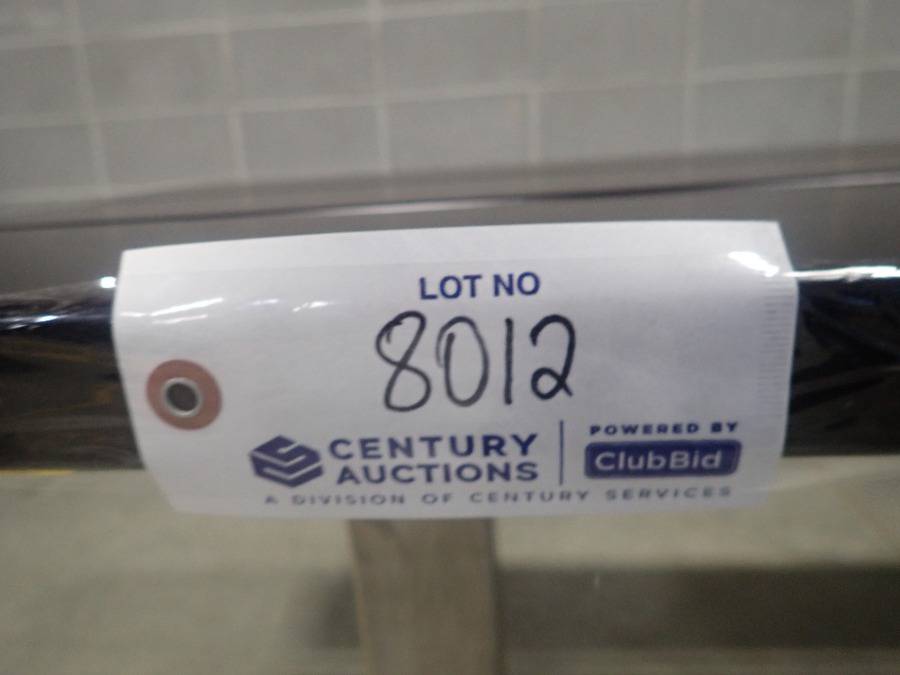 LOT NO
8012
CENTURY
AUCTIONS
POWERED BY
ClubBid
A DIVISION OF CENTURY SERVICES